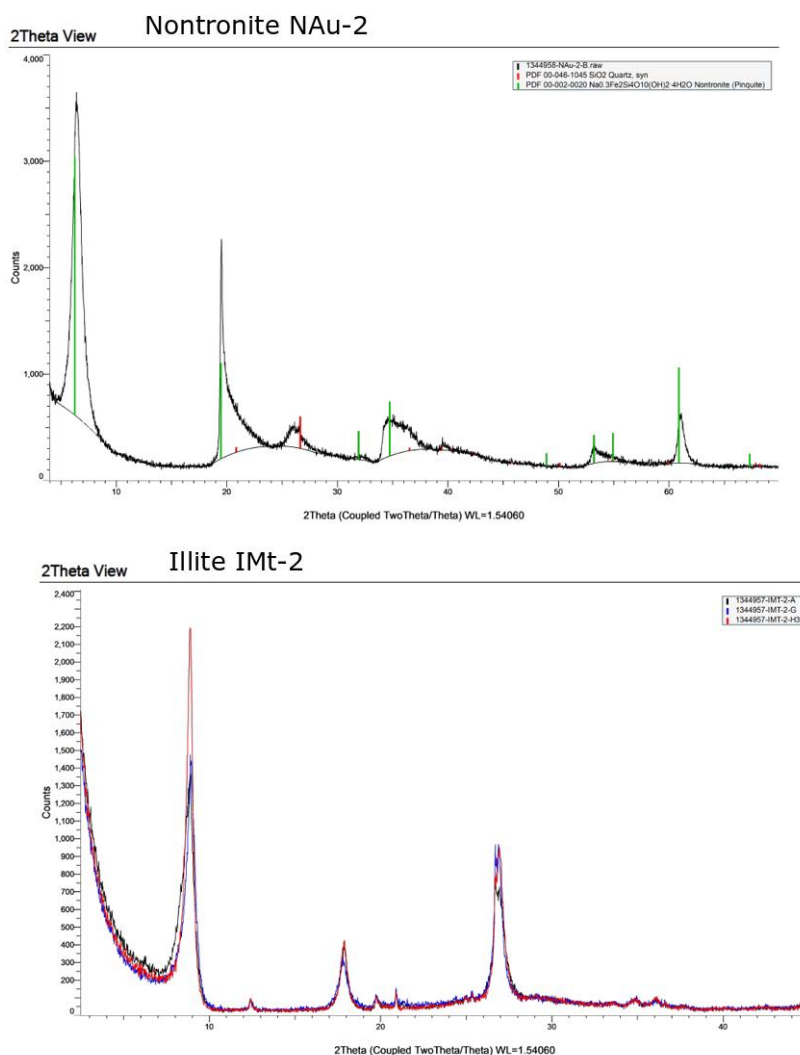 Nontronite NAu-2
2Theta View
4,000
1344958-NAu-2-B.raw
PDF 00-046-1045 SiO2 Quartz, syn
PDF 00-002-0020 Na0.3Fe2Si4O10(OH)2·4H2O Nontronite (Pinquite)
3,000
Counts
2,000
1,000
0
10 20 30 40 50 60
2Theta (Coupled TwoTheta/Theta) WL=1.54060
Illite IMt-2
2Theta View
2,400
1344957-IMT-2-A
1344957-IMT-2-G
1344957-IMT-2-H3
2,200
2,100
2,000
1,900
1,800
1,700
1,600
1,500
1,400
1,300
Counts
1,200
1,100
1,000
900
800
700
600
500
400
300
200
0
10 20 30 40
2Theta (Coupled TwoTheta/Theta) WL=1.54060